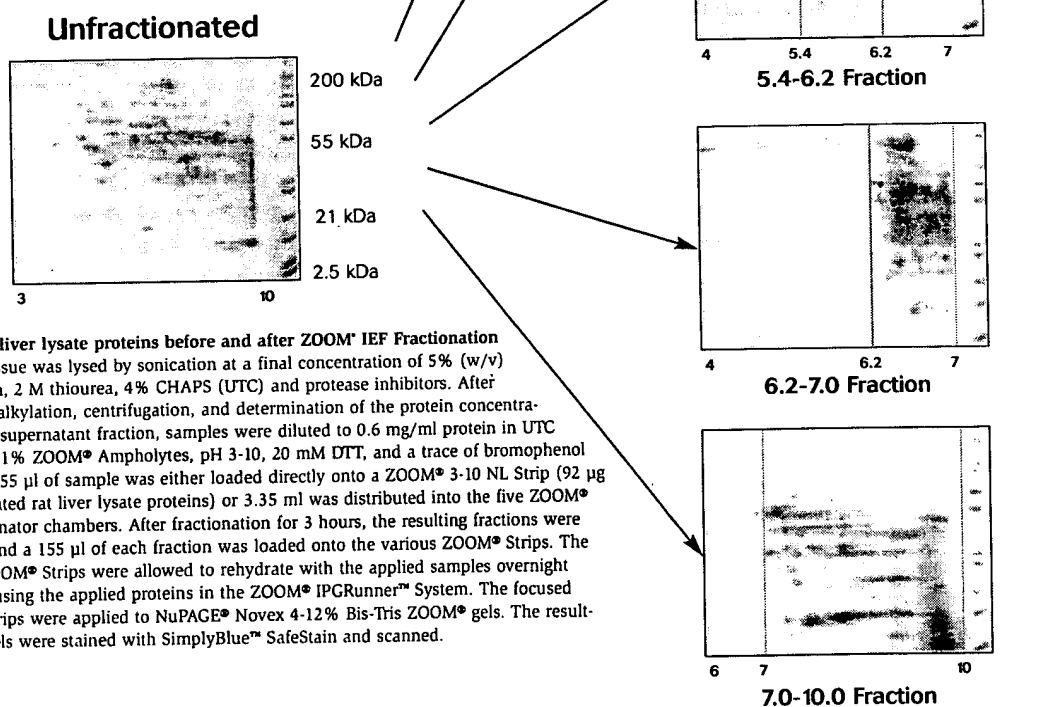 Unfractionated
200 kDa
55 kDa
21 kDa
2.5 kDa
3 10
4 5.4 6.2 7
5.4-6.2 Fraction
4 6.2 7
6.2-7.0 Fraction
6 7 10
7.0-10.0 Fraction
liver lysate proteins before and after ZOOM® IEF Fractionation
ssue was lysed by sonication at a final concentration of 5% (w/v)
, 2 M thiourea, 4% CHAPS (UTC) and protease inhibitors. After
alkylation, centrifugation, and determination of the protein concentra-
supernatant fraction, samples were diluted to 0.6 mg/ml protein in UTC
1% ZOOM® Ampholytes, pH 3-10, 20 mM DTT, and a trace of bromophenol
55 µl of sample was either loaded directly onto a ZOOM® 3-10 NL Strip (92 µg
ated rat liver lysate proteins) or 3.35 ml was distributed into the five ZOOM®
nator chambers. After fractionation for 3 hours, the resulting fractions were
nd a 155 µl of each fraction was loaded onto the various ZOOM® Strips. The
OM® Strips were allowed to rehydrate with the applied samples overnight
using the applied proteins in the ZOOM® IPGRunner™ System. The focused
rips were applied to NuPAGE® Novex 4-12% Bis-Tris ZOOM® gels. The result-
ls were stained with SimplyBlue™ SafeStain and scanned.